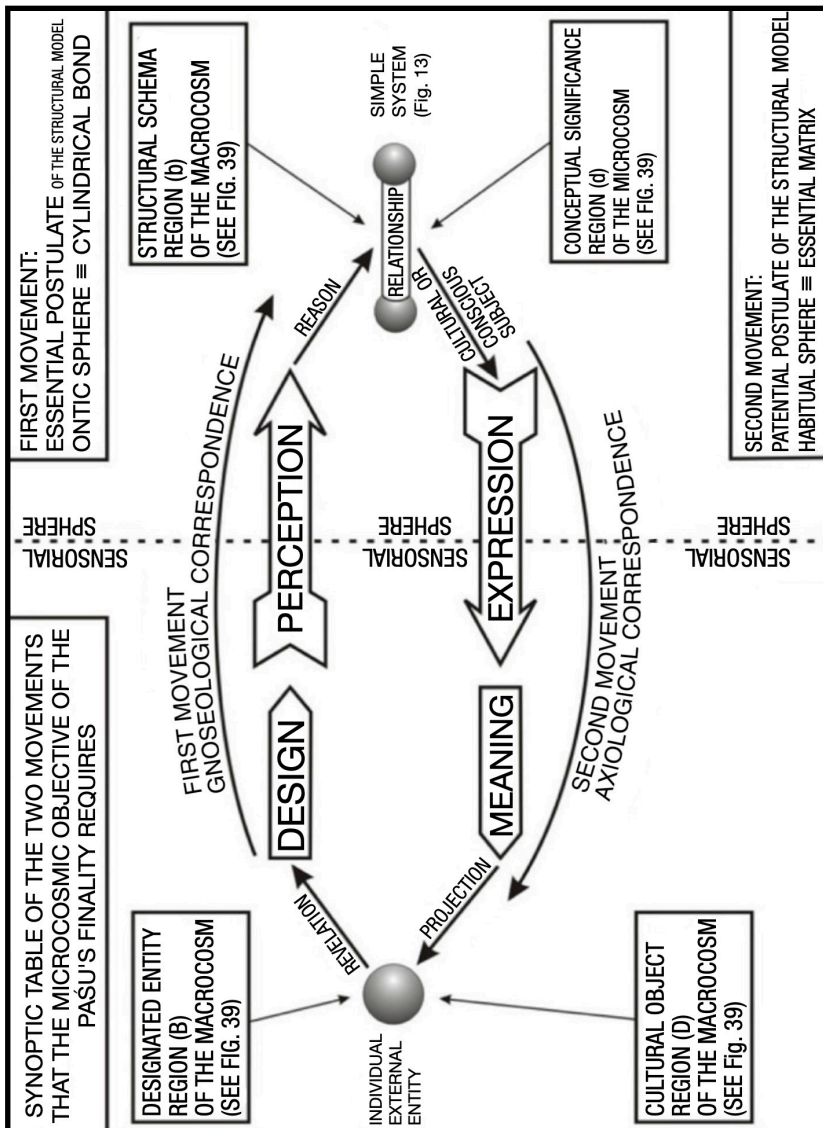 SYNOPTIC TABLE OF THE TWO MOVEMENTS
THAT THE MICROCOSMIC OBJECTIVE OF THE
PAŚU'S FINALITY REQUIRES
FIRST MOVEMENT:
ESSENTIAL POSTULATE OF THE STRUCTURAL MODEL
ONTIC SPHERE ≡ CYLINDRICAL BOND
SENSORIAL
SPHERE
DESIGNATED ENTITY
REGION (B)
OF THE MACROCOSM
(SEE FIG. 39)
FIRST MOVEMENT
GNOSEOLOGICAL CORRESPONDENCE
STRUCTURAL SCHEMA
REGION (b)
OF THE MACROCOSM
(SEE FIG. 39)
REVELATION
DESIGN
PERCEPTION
REASON
INDIVIDUAL
EXTERNAL
ENTITY
SENSORIAL
SPHERE
RELATIONSHIP
SIMPLE
SYSTEM
(Fig. 13)
PROJECTION
MEANING
EXPRESSION
CULTURAL OR
CONSCIOUS
SUBJECT
CULTURAL OBJECT
REGION (D)
OF THE MACROCOSM
(SEE Fig. 39)
SECOND MOVEMENT
AXIOLOGICAL CORRESPONDENCE
CONCEPTUAL SIGNIFICANCE
REGION (d)
OF THE MICROCOSM
(SEE FIG. 39)
SENSORIAL
SPHERE
SECOND MOVEMENT:
PATENTIAL POSTULATE OF THE STRUCTURAL MODEL
HABITUAL SPHERE ≡ ESSENTIAL MATRIX